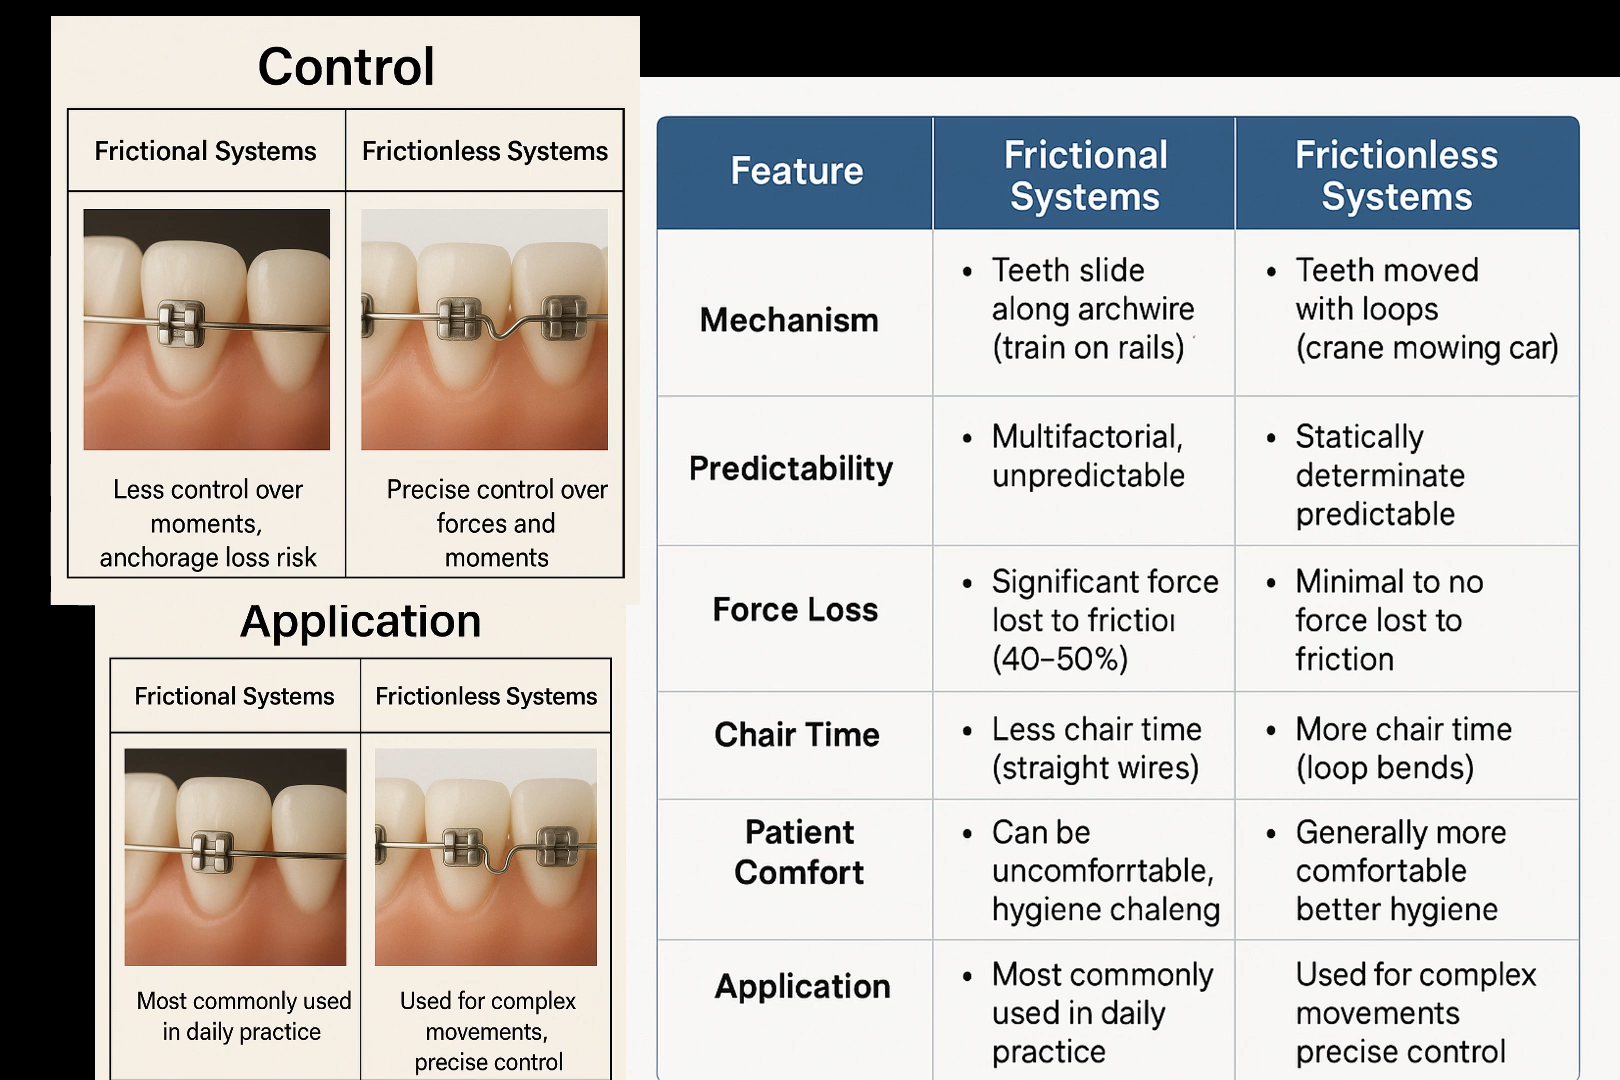 Control
Frictional Systems
Frictionless Systems
Less control over
moments,
anchorage loss risk
Precise control over
forces and
moments
Application
Frictional Systems
Frictionless Systems
Most commonly used
in daily practice
Used for complex
movements,
precise control
Feature
Frictional
Systems
Frictionless
Systems
Mechanism
• Teeth slide
along archwire
(train on rails)
• Teeth moved
with loops
(crane mowing car)
Predictability
• Multifactorial,
unpredictable
• Statically
determinate
predictable
Force Loss
• Significant force
lost to frictioı
(40–50%)
• Minimal to no
force lost to
friction
Chair Time
• Less chair time
(straight wires)
• More chair time
(loop bends)
Patient
Comfort
• Can be
uncomforrtable,
hygiene chaleng
• Generally more
comfortable
better hygiene
Application
• Most commonly
used in daily
practice
Used for complex
movements
precise control